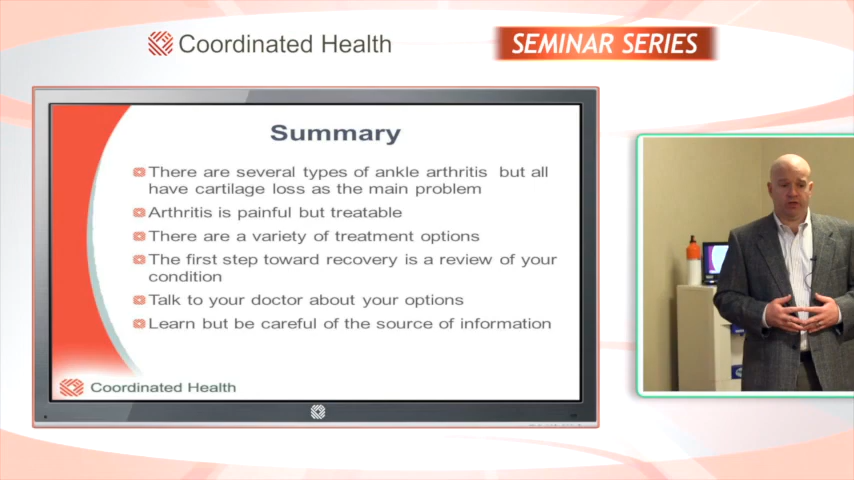 Coordinated Health
SEMINAR SERIES
Summary
There are several types of ankle arthritis but all
have cartilage loss as the main problem
Arthritis is painful but treatable
There are a variety of treatment options
The first step toward recovery is a review of your
condition
Talk to your doctor about your options
Learn but be careful of the source of information
Coordinated Health